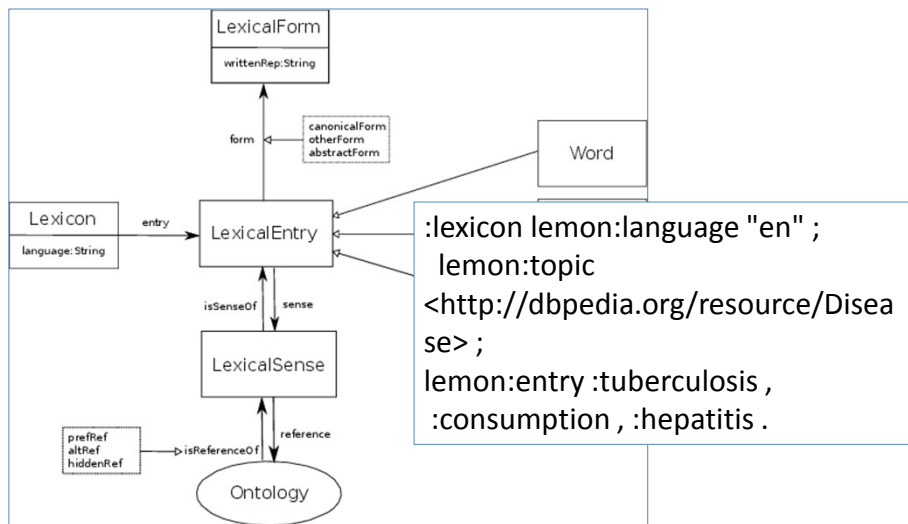 LexicalForm
writtenRep:String
form
canonicalForm
otherForm
abstractForm
Word
Lexicon
language:String
entry
LexicalEntry
:lexicon lemon:language "en" ;
lemon:topic
<http://dbpedia.org/resource/Disea
se> ;
lemon:entry :tuberculosis ,
:consumption , :hepatitis .
isSenseOf
sense
LexicalSense
prefRef
altRef
hiddenRef
isReferenceOf
reference
Ontology